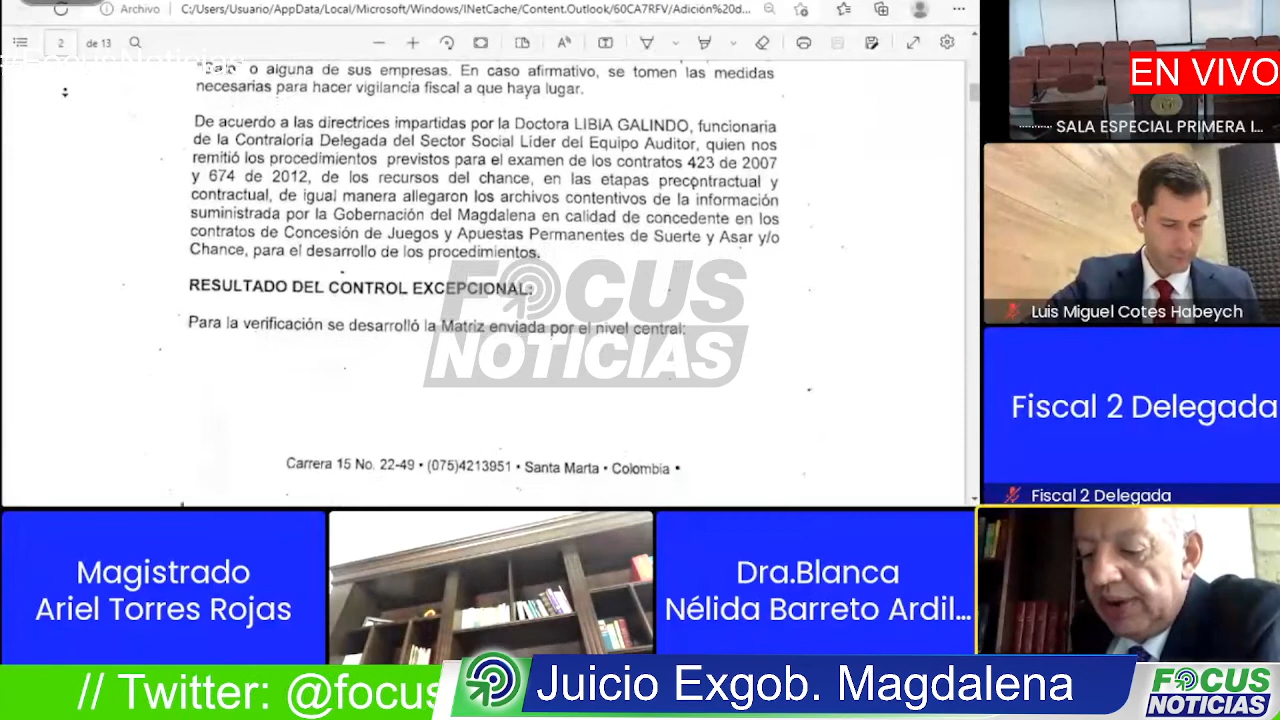 Archivo
C:/Users/Usuario/AppData/Local/Microsoft/Windows/INetCache/Content.Outlook/60CA7RFV/Adición%20d...
2 de 13
#FocusNoticias
o alguna de sus empresas. En caso afirmativo, se tomen las medidas
necesarias para hacer vigilancia fiscal a que haya lugar.
De acuerdo a las directrices impartidas por la Doctora LIBIA GALINDO, funcionaria
de la Contraloría Delegada del Sector Social Líder del Equipo Auditor, quien nos
remitió los procedimientos previstos para el examen de los contratos 423 de 2007
y 674 de 2012, de los recursos del chance, en las etapas precontractual y
contractual, de igual manera allegaron los archivos contentivos de la información
suministrada por la Gobernación del Magdalena en calidad de concedente en los
contratos de Concesión de Juegos y Apuestas Permanentes de Suerte y Asar y/o
Chance, para el desarrollo de los procedimientos.
RESULTADO DEL CONTROL EXCEPCIONAL:
Para la verificación se desarrolló la Matriz enviada por el nivel central:
FOCUS
NOTICIAS
Carrera 15 No. 22-49 • (075)4213951 • Santa Marta • Colombia •
EN VIVO
SALA ESPECIAL PRIMERA I...
Luis Miguel Cotes Habeych
Fiscal 2 Delegada
Fiscal 2 Delegada
Magistrado
Ariel Torres Rojas
Dra.Blanca
Nélida Barreto Ardil...
// Twitter: @focus
Juicio Exgob. Magdalena
FOCUS
NOTICIAS